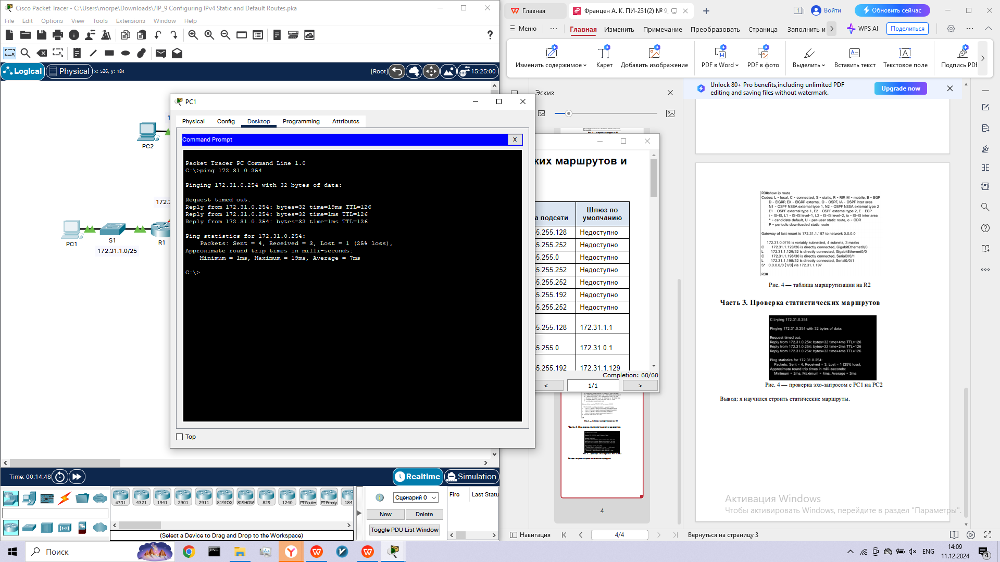 Cisco Packet Tracer - C:\Users\morpe\Downloads\ЛР_9 Configuring IPv4 Static and Default Routes.pka
File Edit Options View Tools Extensions Window Help
Logical
Physical
x: 526, y: 184
[Root]
15:25:00
PC2
172.3
PC1
S1
R1
172.31.1.0/25
PC1
Physical
Config
Desktop
Programming
Attributes
Command Prompt
X
Packet Tracer PC Command Line 1.0
C:\>ping 172.31.0.254
Pinging 172.31.0.254 with 32 bytes of data:
Request timed out.
Reply from 172.31.0.254: bytes=32 time=19ms TTL=126
Reply from 172.31.0.254: bytes=32 time=1ms TTL=126
Reply from 172.31.0.254: bytes=32 time=1ms TTL=126
Ping statistics for 172.31.0.254:
Packets: Sent = 4, Received = 3, Lost = 1 (25% loss),
Approximate round trip times in milli-seconds:
Minimum = 1ms, Maximum = 19ms, Average = 7ms
C:\>
Top
Time: 00:14:48
Realtime
Simulation
4331 4321 1941 2901 2911 819IOX 819HGW 829 1240 PT-Router PT-Empty 184
(Select a Device to Drag and Drop to the Workspace)
Сценарий 0
New
Delete
Toggle PDU List Window
Fire
Last Statu
ких маршрутов и
а подсети
Шлюз по умолчанию
5.255.128 Недоступно
5.255.252 Недоступно
5.255.0 Недоступно
5.255.252 Недоступно
5.255.252 Недоступно
5.255.192 Недоступно
5.255.252 Недоступно
5.255.128 172.31.1.1
5.255.0 172.31.0.1
5.255.192 172.31.1.129
Completion: 60/60
< 1/1 >
Главная
Францен А. К. ПИ-231(2) № 9_
1
Войти
Обновить сейчас
Меню
Главная
Изменить
Примечание
Преобразовать
Страница
Заполнить и
WPS AI
Поделиться
Изменить содержимое
Карет
Добавить изображение
PDF в Word
PDF в фото
Выделить
Вставить текст
Текстовое поле
Подпись PDF
Эскиз
Unlock 80+ Pro benefits,including unlimited PDF
editing and saving files without watermark.
Upgrade now
R3#show ip route
Codes: L - local, C - connected, S - static, R - RIP, M - mobile, B - BGP
D - EIGRP, EX - EIGRP external, O - OSPF, IA - OSPF inter area
N1 - OSPF NSSA external type 1, N2 - OSPF NSSA external type 2
E1 - OSPF external type 1, E2 - OSPF external type 2, E - EGP
i - IS-IS, L1 - IS-IS level-1, L2 - IS-IS level-2, ia - IS-IS inter area
* - candidate default, U - per-user static route, o - ODR
P - periodic downloaded static route
Gateway of last resort is 172.31.1.197 to network 0.0.0.0
172.31.0.0/16 is variably subnetted, 4 subnets, 3 masks
C 172.31.1.128/26 is directly connected, GigabitEthernet0/0
L 172.31.1.129/32 is directly connected, GigabitEthernet0/0
C 172.31.1.196/30 is directly connected, Serial0/0/1
L 172.31.1.198/32 is directly connected, Serial0/0/1
S* 0.0.0.0/0 [1/0] via 172.31.1.197
R3#
Рис. 4 — таблица маршрутизации на R2
Часть 3. Проверка статистических маршрутов
C:\>ping 172.31.0.254
Pinging 172.31.0.254 with 32 bytes of data:
Request timed out.
Reply from 172.31.0.254: bytes=32 time=4ms TTL=126
Reply from 172.31.0.254: bytes=32 time=2ms TTL=126
Reply from 172.31.0.254: bytes=32 time=4ms TTL=126
Ping statistics for 172.31.0.254:
Packets: Sent = 4, Received = 3, Lost = 1 (25% loss),
Approximate round trip times in milli-seconds:
Minimum = 2ms, Maximum = 4ms, Average = 3ms
Рис. 4 — проверка эхо-запросом с PC1 на PC2
Вывод: я научился строить статические маршруты.
4
Активация Windows
Чтобы активировать Windows, перейдите в раздел "Параметры".
Навигация
4/4
Вернуться на страницу 3
Поиск
ENG
14:09
11.12.2024
4